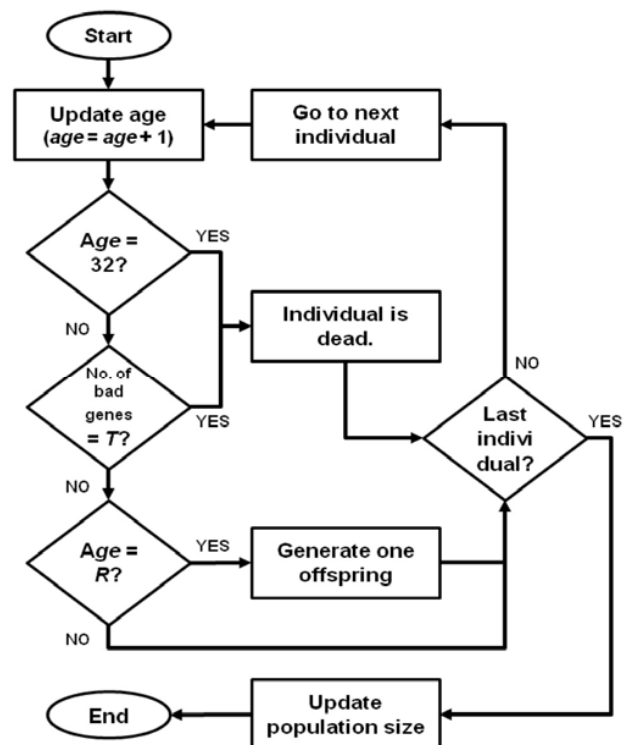 Start
Update age
(age = age + 1)
Go to next
individual
Age =
32?
YES
NO
Individual is
dead.
No. of
bad
genes
= T?
YES
NO
Last
indivi
dual?
NO
YES
Age =
R?
YES
NO
Generate one
offspring
Update
population size
End